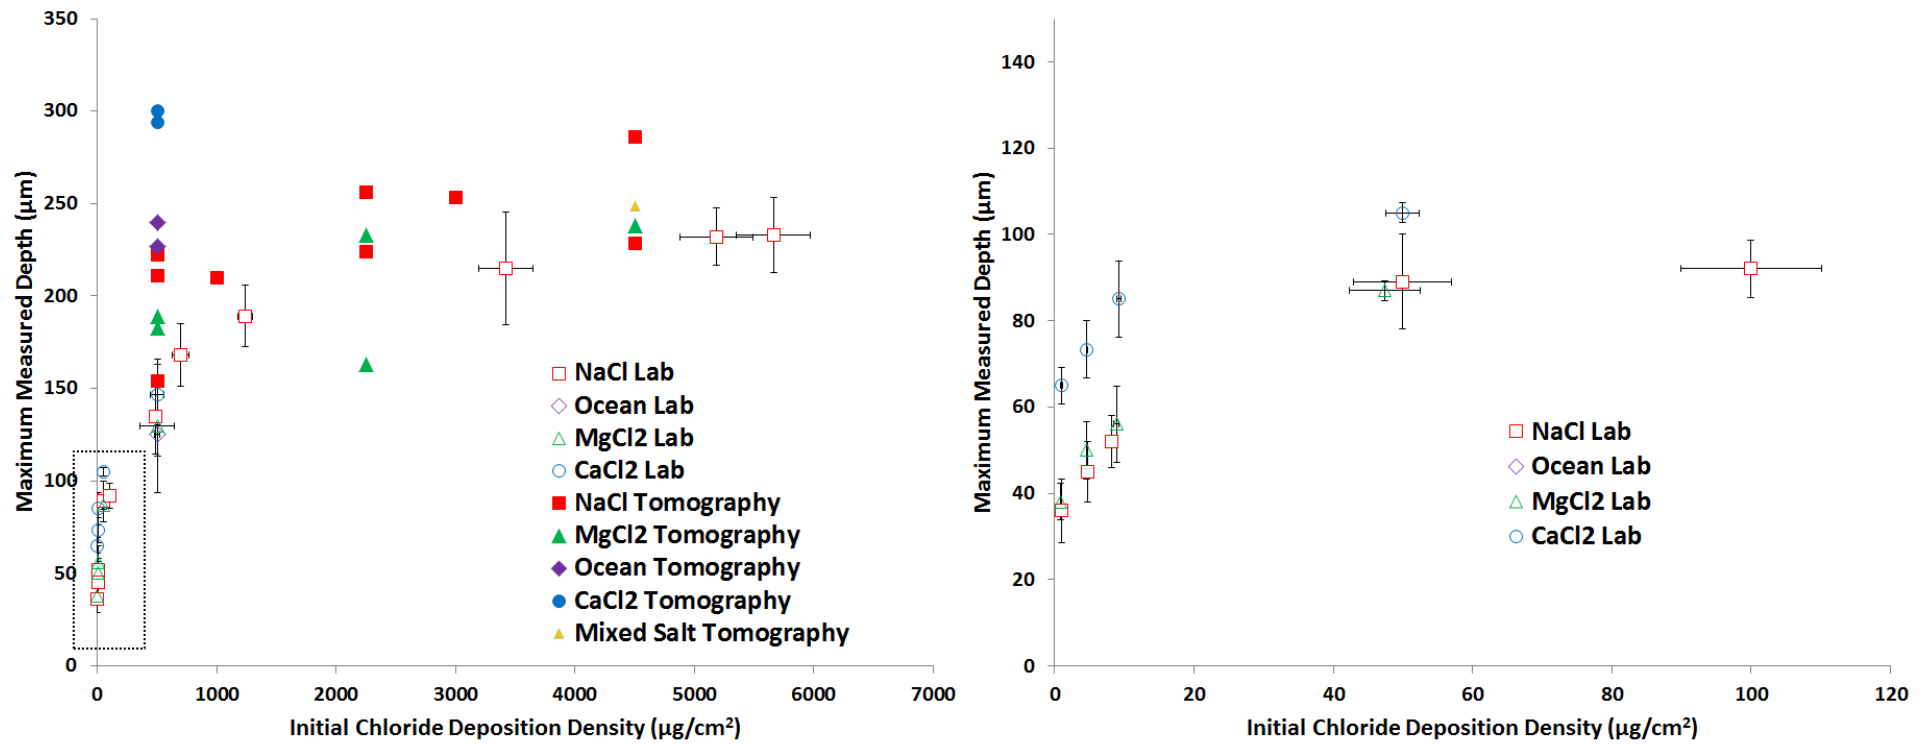 350
300
250
200
150
100
50
0
Maximum Measured Depth (µm)
0 1000 2000 3000 4000 5000 6000 7000
Initial Chloride Deposition Density (µg/cm²)
NaCl Lab
Ocean Lab
MgCl2 Lab
CaCl2 Lab
NaCl Tomography
MgCl2 Tomography
Ocean Tomography
CaCl2 Tomography
Mixed Salt Tomography
140
120
100
80
60
40
20
0
Maximum Measured Depth (µm)
0 20 40 60 80 100 120
Initial Chloride Deposition Density (µg/cm²)
NaCl Lab
Ocean Lab
MgCl2 Lab
CaCl2 Lab